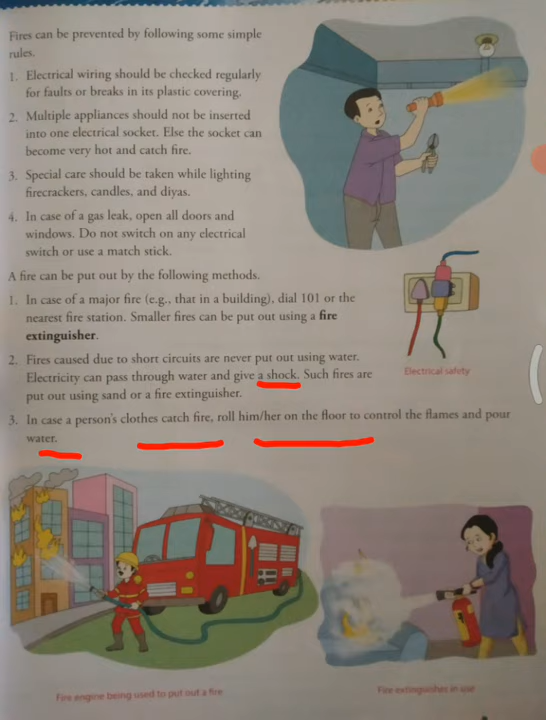 Fires can be prevented by following some simple
rules.
1. Electrical wiring should be checked regularly
for faults or breaks in its plastic covering.
2. Multiple appliances should not be inserted
into one electrical socket. Else the socket can
become very hot and catch fire.
3. Special care should be taken while lighting
firecrackers, candles, and diyas.
4. In case of a gas leak, open all doors and
windows. Do not switch on any electrical
switch or use a match stick.
A fire can be put out by the following methods.
1. In case of a major fire (e.g., that in a building), dial 101 or the
nearest fire station. Smaller fires can be put out using a fire
extinguisher.
2. Fires caused due to short circuits are never put out using water.
Electricity can pass through water and give a shock. Such fires are
put out using sand or a fire extinguisher.
Electrical safety
3. In case a person's clothes catch fire, roll him/her on the floor to control the flames and pour
water.
Fire engine being used to put out a fire
Fire extinguisher in use